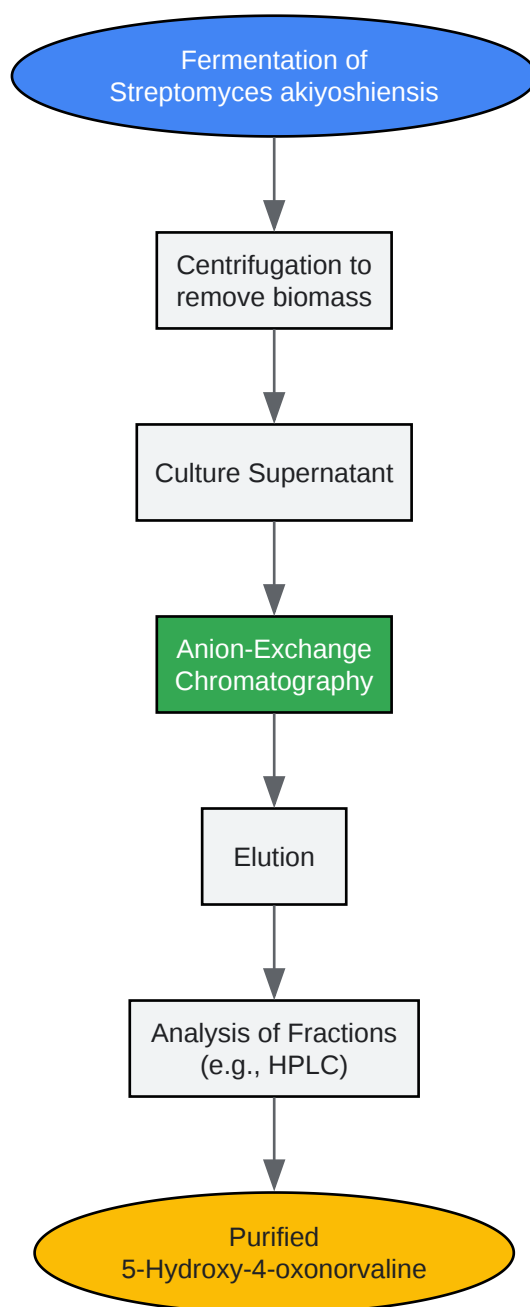 Fermentation of
Streptomyces akiyoshiensis
Centrifugation to
remove biomass
Culture Supernatant
Anion-Exchange
Chromatography
Elution
Analysis of Fractions
(e.g., HPLC)
Purified
5-Hydroxy-4-oxonorvaline